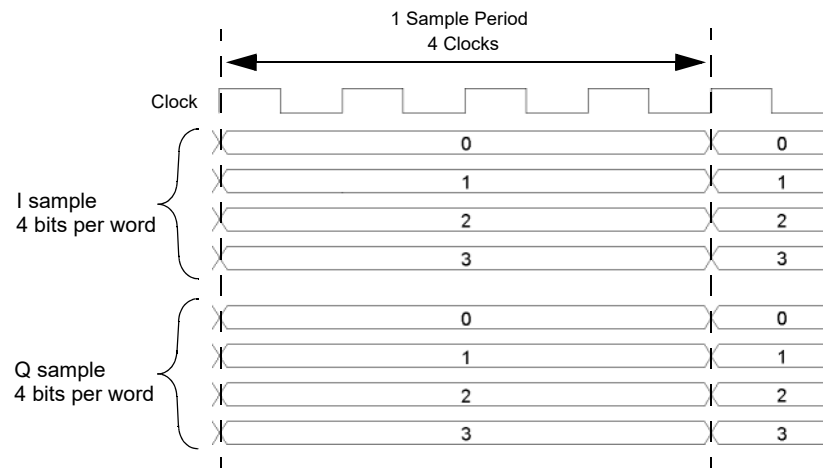 1 Sample Period
4 Clocks
Clock
0 0
1 1
I sample
4 bits per word
2 2
3 3
0 0
1 1
Q sample
4 bits per word
2 2
3 3